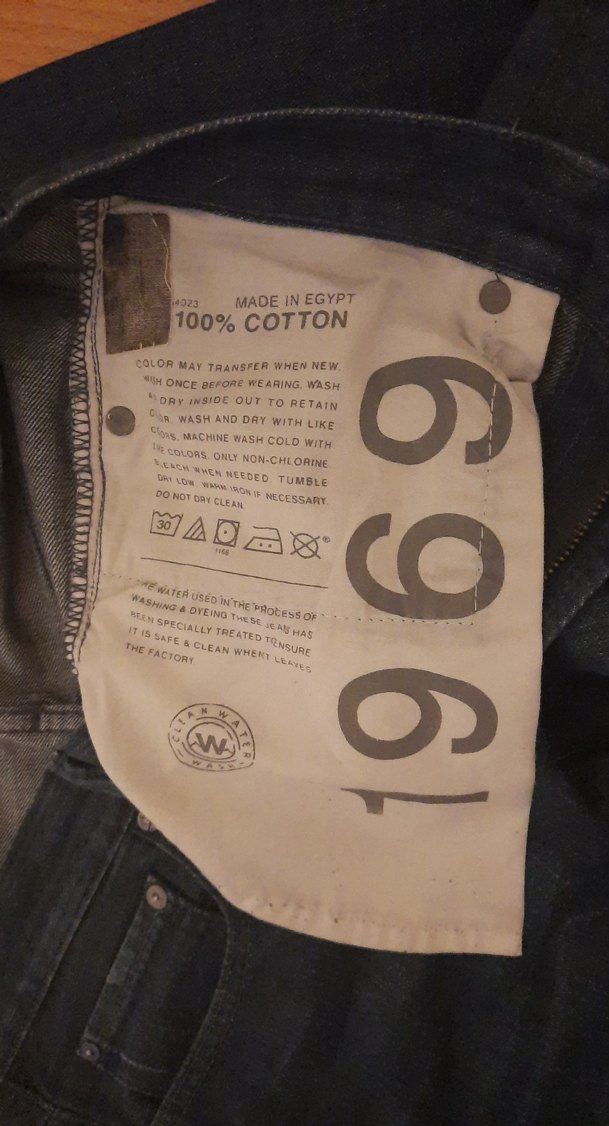 4023 MADE IN EGYPT
100% COTTON
COLOR MAY TRANSFER WHEN NEW.
WASH ONCE BEFORE WEARING, WASH
DRY INSIDE OUT TO RETAIN
WASH AND DRY WITH LIKE
MACHINE WASH COLD WITH
COLORS. ONLY NON-CHLORINE
BLEACH WHEN NEEDED. TUMBLE
DRY LOW. WARM IRON IF NECESSARY.
DO NOT DRY CLEAN.
30
®
1166
THE WATER USED IN THE PROCESS OF
WASHING & DYEING THESE JEANS HAS
BEEN SPECIALLY TREATED TO ENSURE
IT IS SAFE & CLEAN WHEN IT LEAVES
THE FACTORY
CLEAN WATER
W
WASH
1969